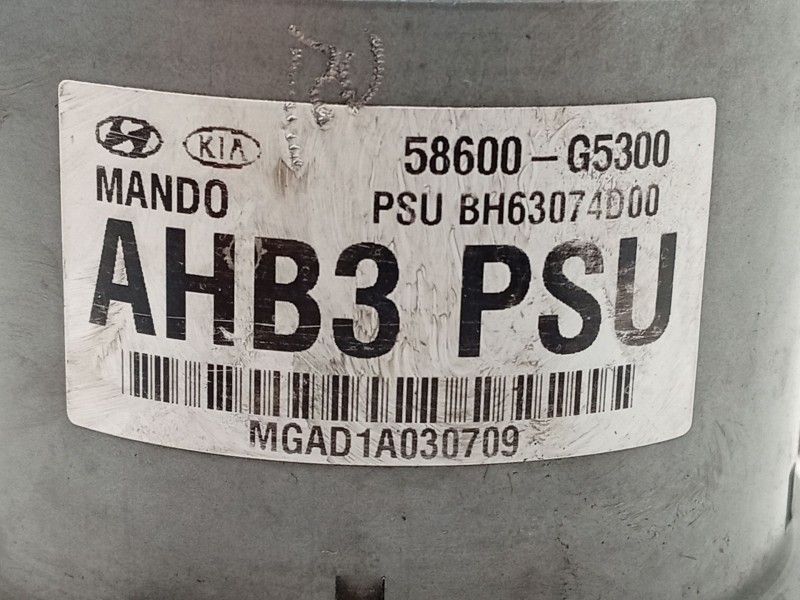 KIA 58600-G5300
MANDO PSU BH63074D00
AHB3 PSU
MGAD1A030709